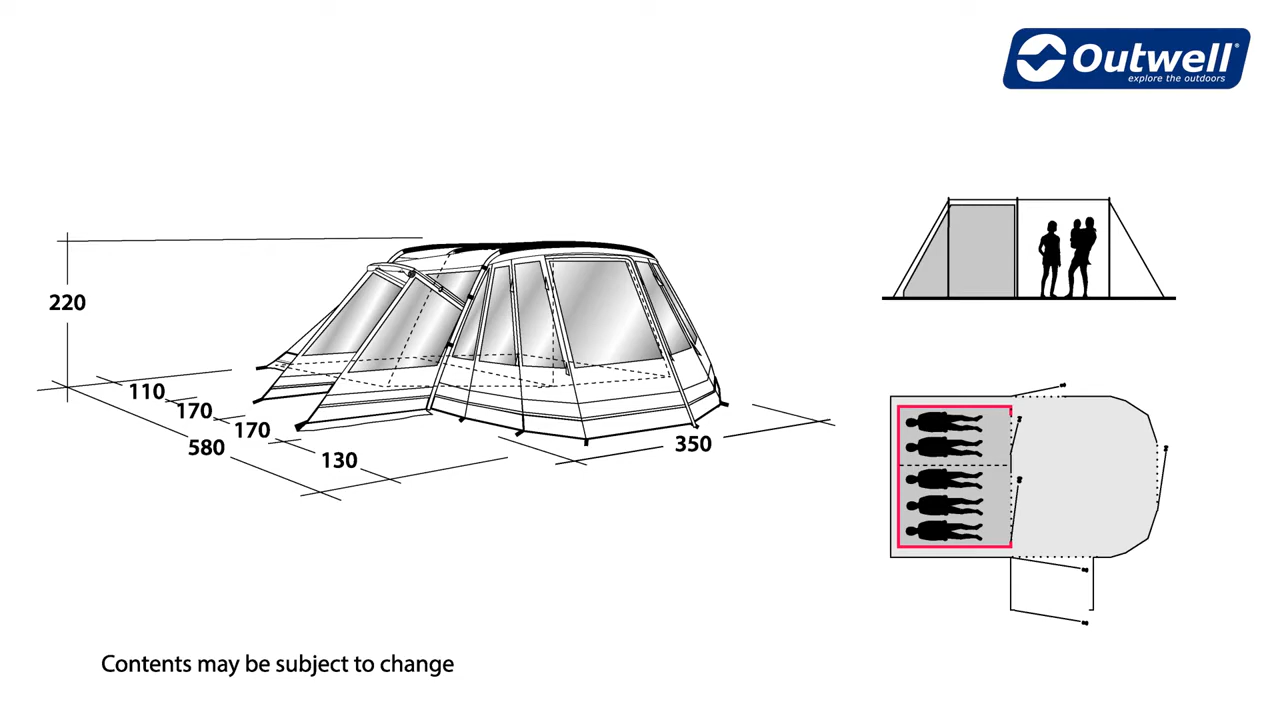 Outwell®
explore the outdoors
220
110
170
170
580
130
350
Contents may be subject to change